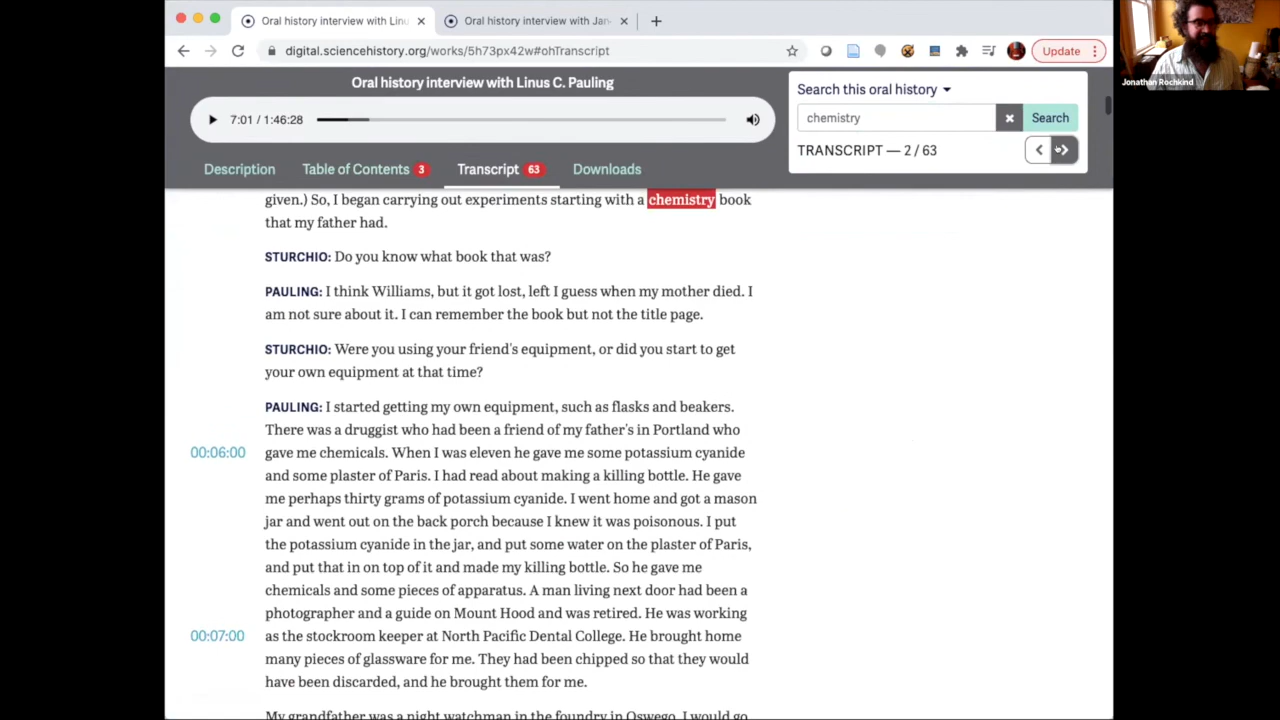 Oral history interview with Linu
Oral history interview with Jan
digital.sciencehistory.org/works/5h73px42w#ohTranscript
Update
Jonathan Rochkind
Oral history interview with Linus C. Pauling
Search this oral history
7:01 / 1:46:28
chemistry
Search
TRANSCRIPT — 2 / 63
Description
Table of Contents 3
Transcript 63
Downloads
given.) So, I began carrying out experiments starting with a chemistry book
that my father had.
STURCHIO: Do you know what book that was?
PAULING: I think Williams, but it got lost, left I guess when my mother died. I
am not sure about it. I can remember the book but not the title page.
STURCHIO: Were you using your friend's equipment, or did you start to get
your own equipment at that time?
PAULING: I started getting my own equipment, such as flasks and beakers.
There was a druggist who had been a friend of my father's in Portland who
00:06:00 gave me chemicals. When I was eleven he gave me some potassium cyanide
and some plaster of Paris. I had read about making a killing bottle. He gave
me perhaps thirty grams of potassium cyanide. I went home and got a mason
jar and went out on the back porch because I knew it was poisonous. I put
the potassium cyanide in the jar, and put some water on the plaster of Paris,
and put that in on top of it and made my killing bottle. So he gave me
chemicals and some pieces of apparatus. A man living next door had been a
photographer and a guide on Mount Hood and was retired. He was working
00:07:00 as the stockroom keeper at North Pacific Dental College. He brought home
many pieces of glassware for me. They had been chipped so that they would
have been discarded, and he brought them for me.
My grandfather was a night watchman in the foundry in Oswego. I would go